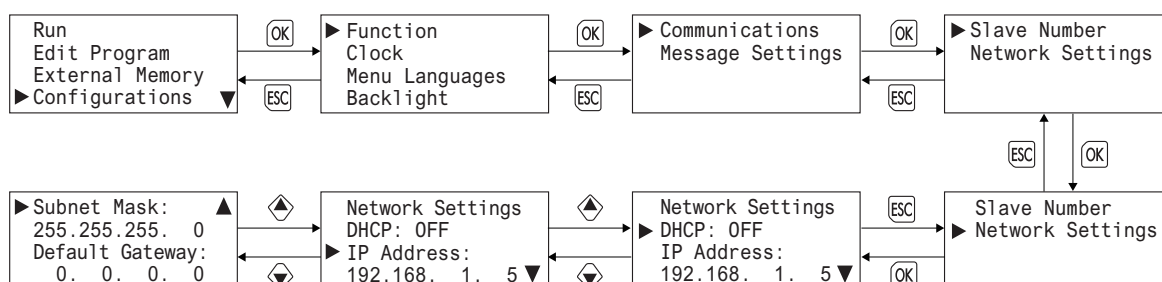 Run
Edit Program
External Memory
▶Configurations ▼
OK
ESC
▶Function
Clock
Menu Languages
Backlight
OK
ESC
▶Communications
Message Settings
OK
ESC
▶Slave Number
Network Settings
ESC
OK
▶Subnet Mask: ▲
255.255.255. 0
Default Gateway:
0. 0. 0. 0
Network Settings
DHCP: OFF
▶IP Address:
192.168. 1. 5▼
Network Settings
▶DHCP: OFF
IP Address:
192.168. 1. 5▼
ESC
OK
Slave Number
▶Network Settings